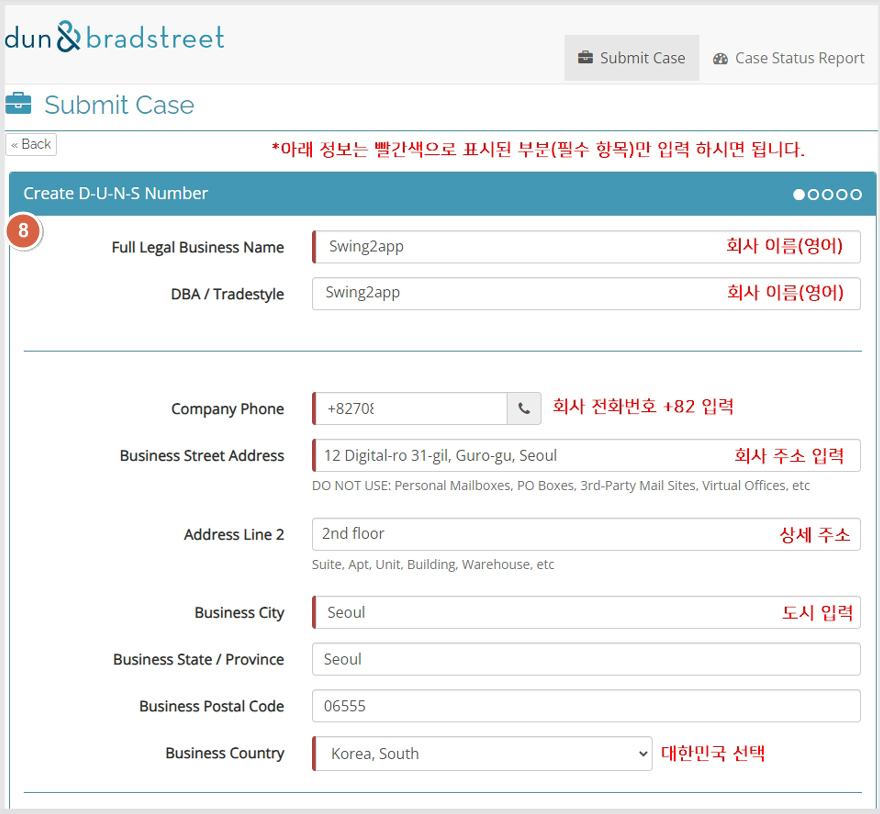 dun & bradstreet
Submit Case
Case Status Report
Submit Case
« Back
*아래 정보는 빨간색으로 표시된 부분(필수 항목)만 입력 하시면 됩니다.
Create D-U-N-S Number
8
Full Legal Business Name Swing2app 회사 이름(영어)
DBA / Tradestyle Swing2app 회사 이름(영어)
Company Phone +82708 회사 전화번호 +82 입력
Business Street Address 12 Digital-ro 31-gil, Guro-gu, Seoul 회사 주소 입력
DO NOT USE: Personal Mailboxes, PO Boxes, 3rd-Party Mail Sites, Virtual Offices, etc
Address Line 2 2nd floor 상세 주소
Suite, Apt, Unit, Building, Warehouse, etc
Business City Seoul 도시 입력
Business State / Province Seoul
Business Postal Code 06555
Business Country Korea, South 대한민국 선택